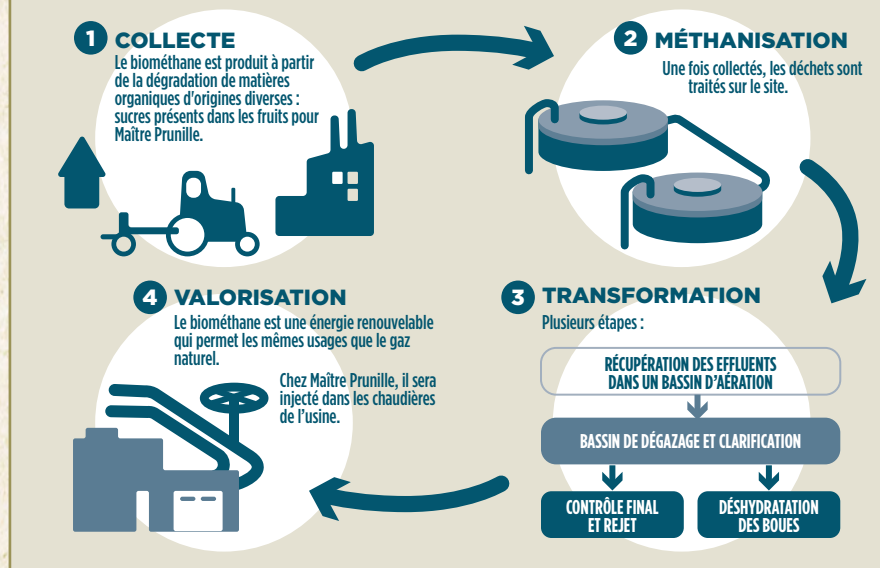 1 COLLECTE
Le biométhane est produit à partir
de la dégradation de matières
organiques d'origines diverses :
sucres présents dans les fruits pour
Maître Prunille.
2 MÉTHANISATION
Une fois collectés, les déchets sont
traités sur le site.
3 TRANSFORMATION
Plusieurs étapes :
RÉCUPÉRATION DES EFFLUENTS
DANS UN BASSIN D'AÉRATION
BASSIN DE DÉGAZAGE ET CLARIFICATION
CONTRÔLE FINAL
ET REJET
DÉSHYDRATATION
DES BOUES
4 VALORISATION
Le biométhane est une énergie renouvelable
qui permet les mêmes usages que le gaz
naturel.
Chez Maître Prunille, il sera
injecté dans les chaudières
de l'usine.